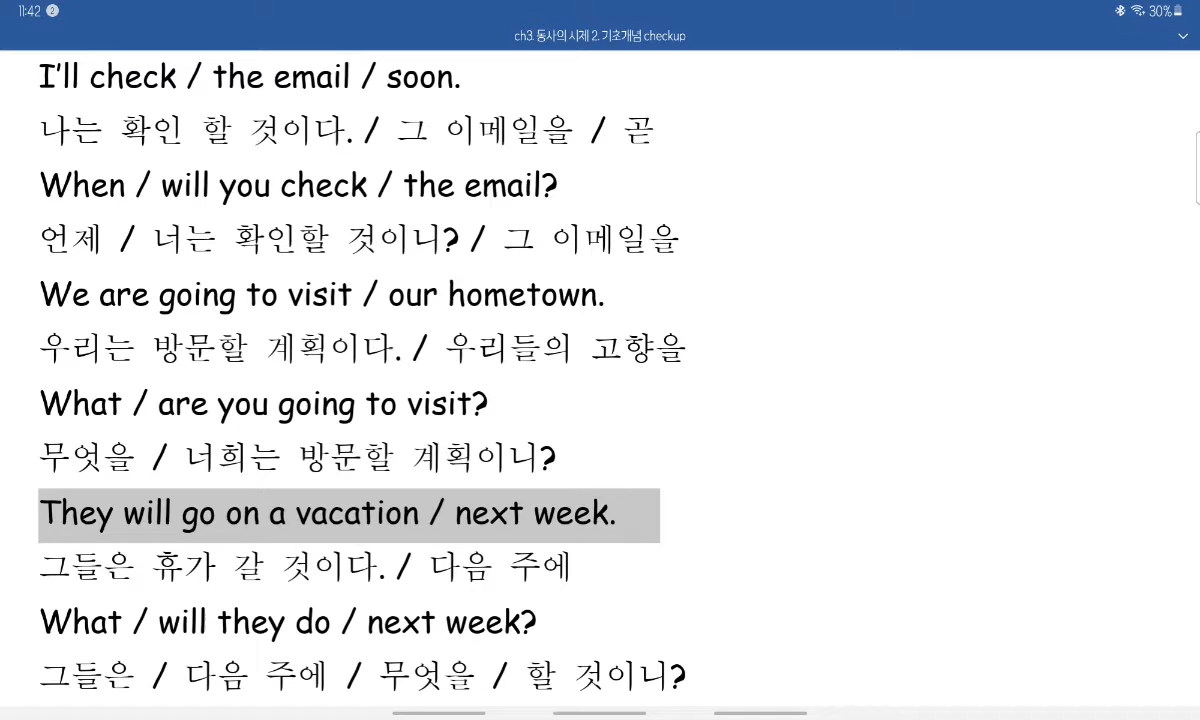 11:42 2 30%
ch3. 동사의 시제 2. 기초개념 checkup
I'll check / the email / soon.
나는 확인 할 것이다. / 그 이메일을 / 곧
When / will you check / the email?
언제 / 너는 확인할 것이니? / 그 이메일을
We are going to visit / our hometown.
우리는 방문할 계획이다. / 우리들의 고향을
What / are you going to visit?
무엇을 / 너희는 방문할 계획이니?
They will go on a vacation / next week.
그들은 휴가 갈 것이다. / 다음 주에
What / will they do / next week?
그들은 / 다음 주에 / 무엇을 / 할 것이니?